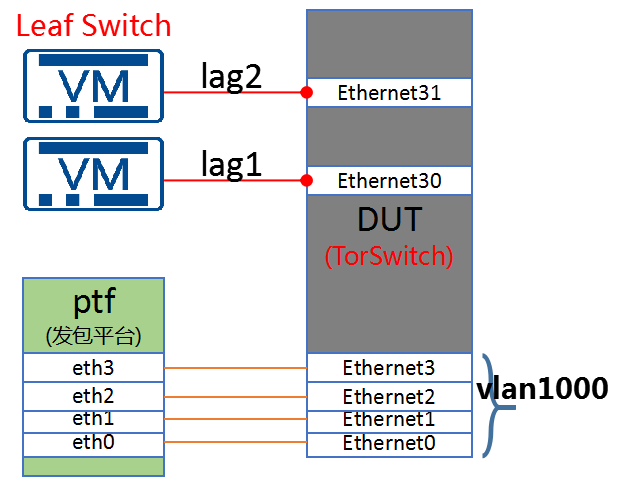 Leaf Switch
VM
lag2
Ethernet31
VM
lag1
Ethernet30
DUT
(TorSwitch)
ptf
(发包平台)
eth3
Ethernet3
eth2
Ethernet2
vlan1000
eth1
Ethernet1
eth0
Ethernet0